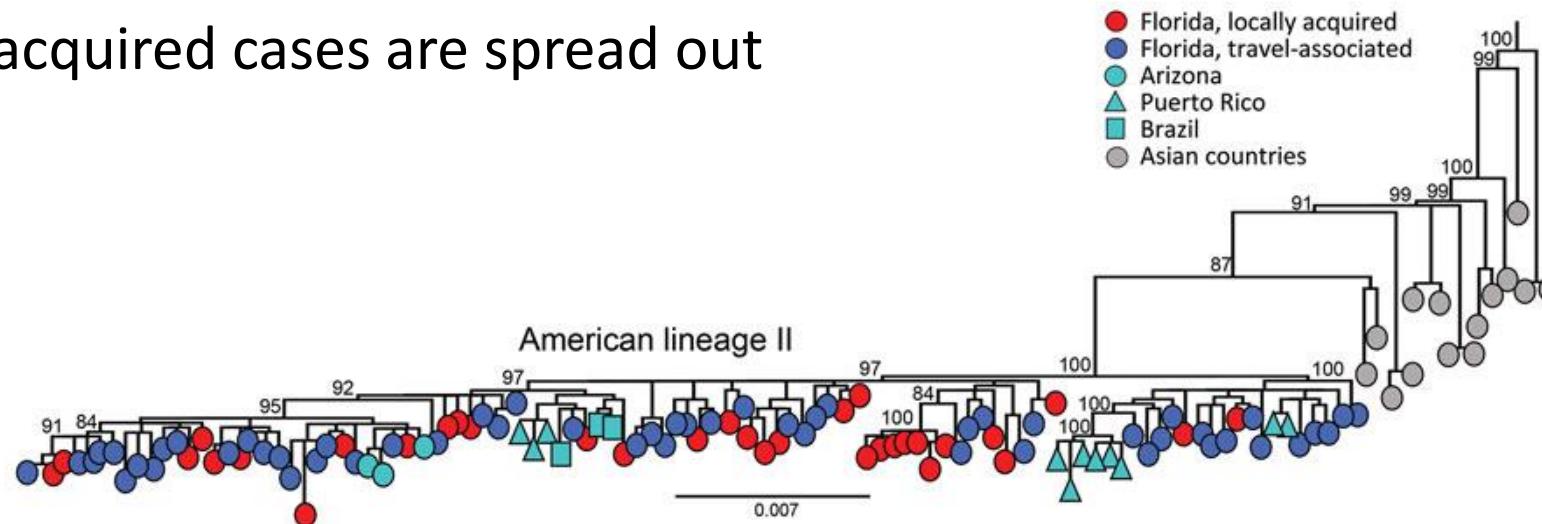 acquired cases are spread out
Florida, locally acquired
Florida, travel-associated
Arizona
Puerto Rico
Brazil
Asian countries
100
99
100
99
99
91
87
American lineage II
100
100
97
97
92
95
84
91
84
100
100
100
0.007